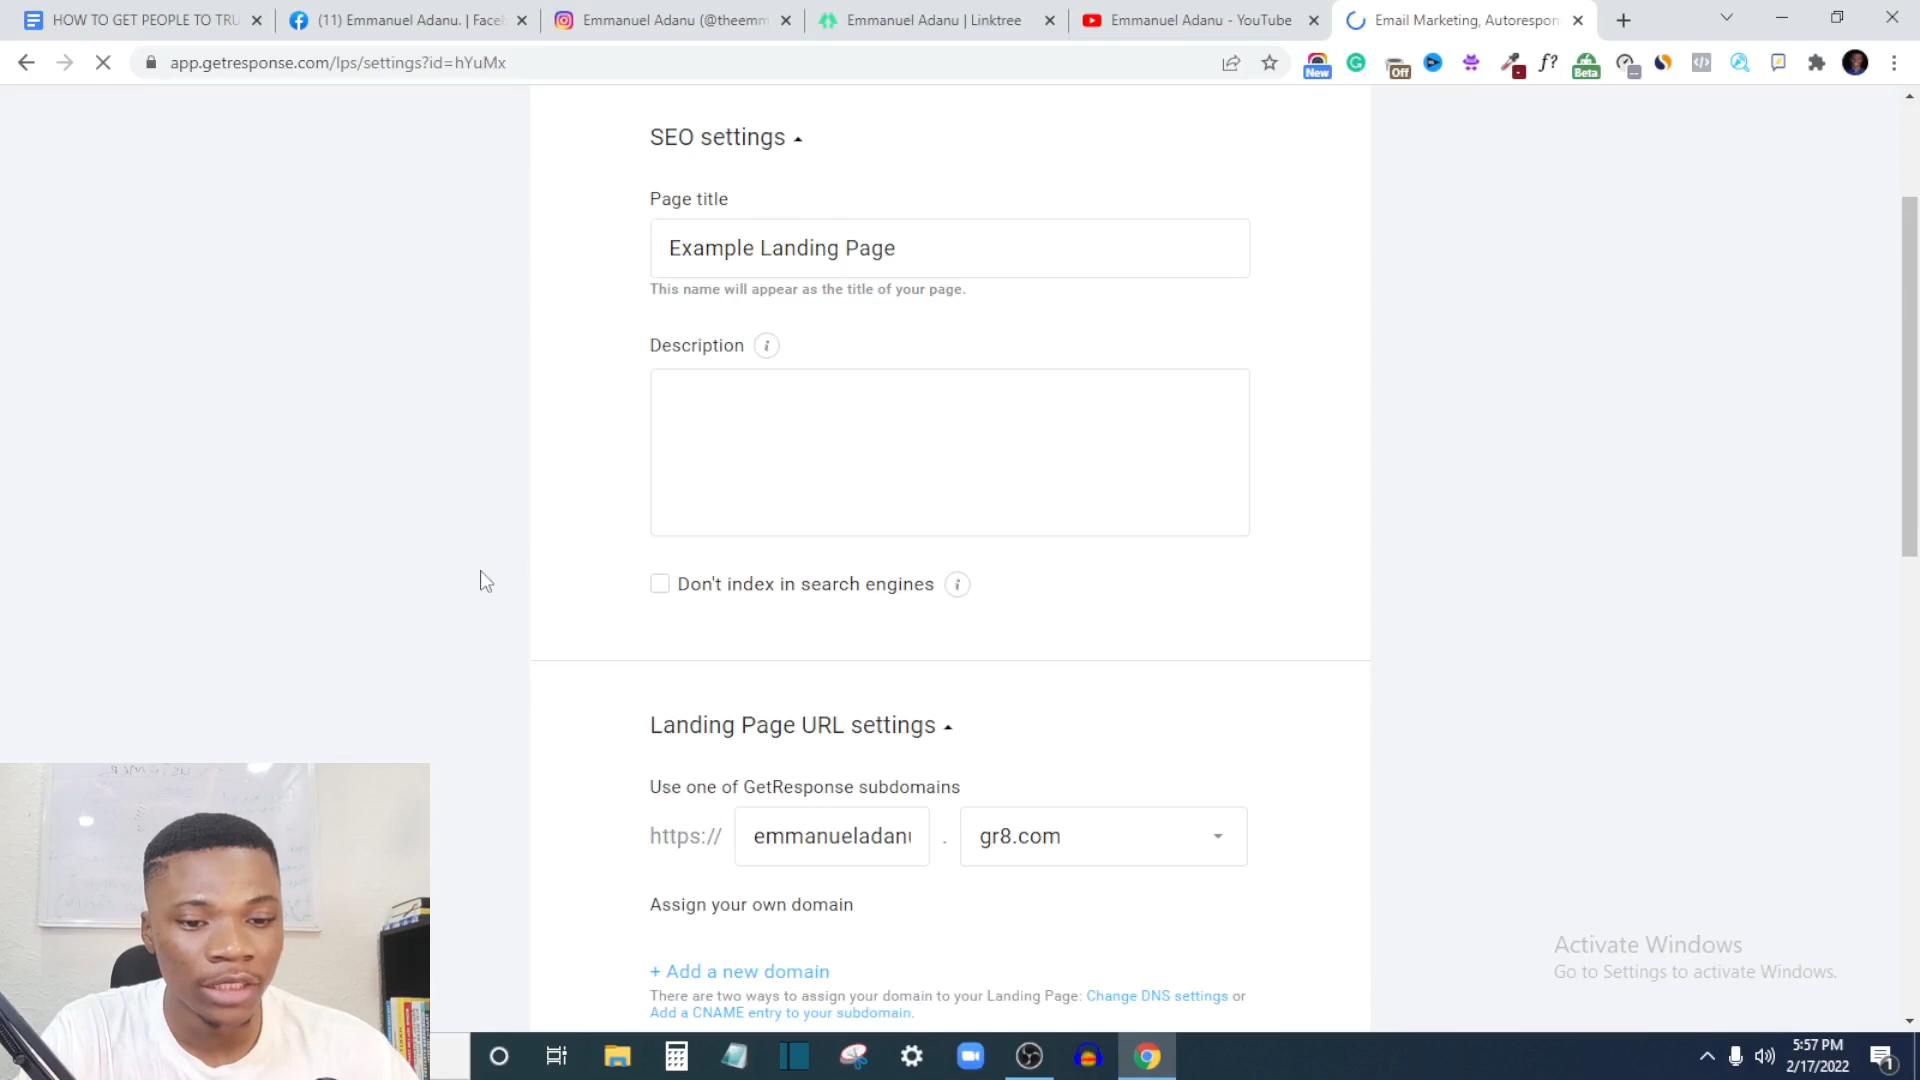 HOW TO GET PEOPLE TO TRU
(11) Emmanuel Adanu. | Face
Emmanuel Adanu (@theemm
Emmanuel Adanu | Linktree
Emmanuel Adanu - YouTube
Email Marketing, Autorespon
app.getresponse.com/lps/settings?id=hYuMx
New
Off
f?
Beta
SEO settings
Page title
Example Landing Page
This name will appear as the title of your page.
Description
Don't index in search engines
Landing Page URL settings
Use one of GetResponse subdomains
https://
emmanueladanu
.
gr8.com
Assign your own domain
+ Add a new domain
There are two ways to assign your domain to your Landing Page: Change DNS settings or
Add a CNAME entry to your subdomain.
Activate Windows
Go to Settings to activate Windows.
5:57 PM
2/17/2022
1